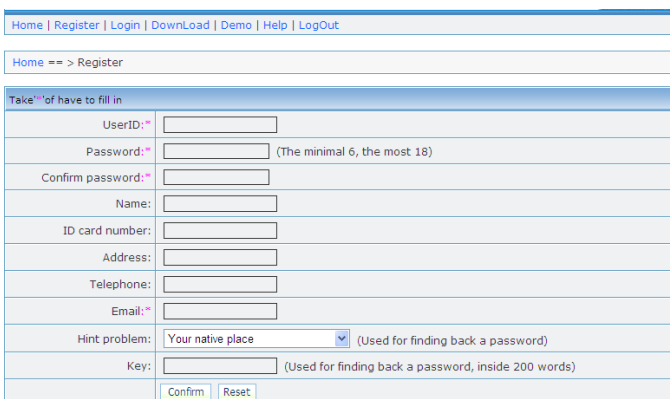 Home | Register | Login | DownLoad | Demo | Help | LogOut
Home == > Register
Take'*'of have to fill in
UserID:*
Password:* (The minimal 6, the most 18)
Confirm password:*
Name:
ID card number:
Address:
Telephone:
Email:*
Hint problem: Your native place (Used for finding back a password)
Key: (Used for finding back a password, inside 200 words)
Confirm Reset